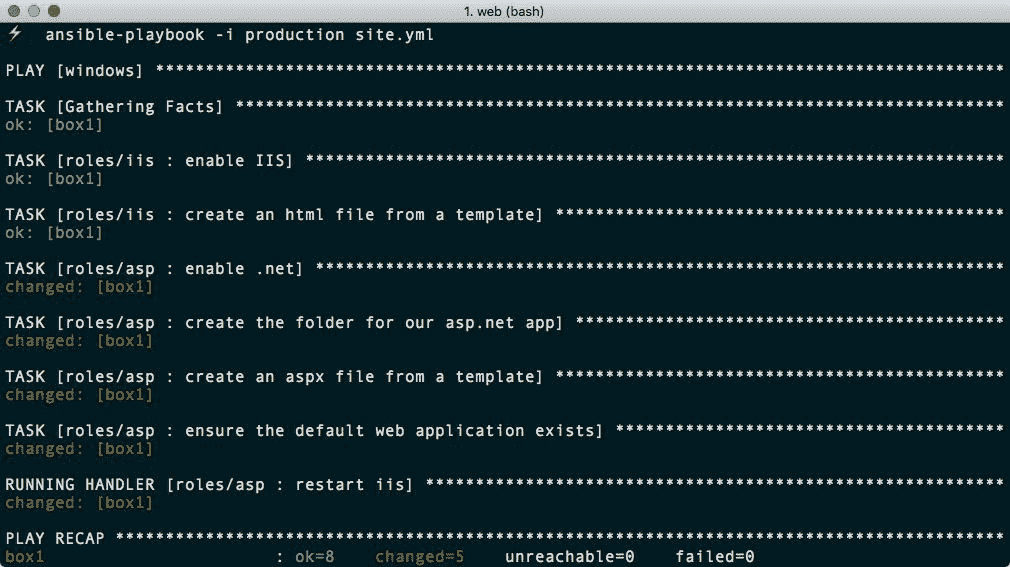 1. web (bash)
⚡ ansible-playbook -i production site.yml
PLAY [windows] *************************************************************************************
TASK [Gathering Facts] *****************************************************************************
ok: [box1]
TASK [roles/iis : enable IIS] **********************************************************************
ok: [box1]
TASK [roles/iis : create an html file from a template] *********************************************
ok: [box1]
TASK [roles/asp : enable .net] *********************************************************************
changed: [box1]
TASK [roles/asp : create the folder for our asp.net app] *******************************************
changed: [box1]
TASK [roles/asp : create an aspx file from a template] *********************************************
changed: [box1]
TASK [roles/asp : ensure the default web application exists] ***************************************
changed: [box1]
RUNNING HANDLER [roles/asp : restart iis] **********************************************************
changed: [box1]
PLAY RECAP *****************************************************************************************
box1                       : ok=8    changed=5    unreachable=0    failed=0